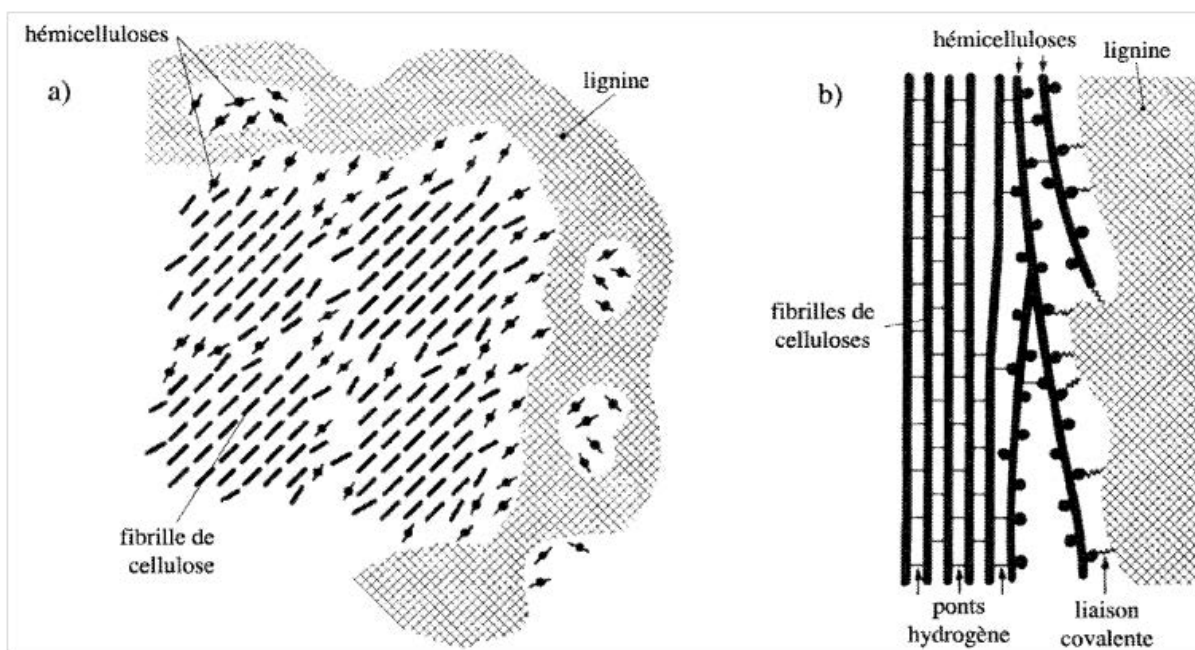 a)
hémicelluloses
lignine
fibrille de
cellulose
b)
hémicelluloses
lignine
fibrilles de
celluloses
ponts
hydrogène
liaison
covalente